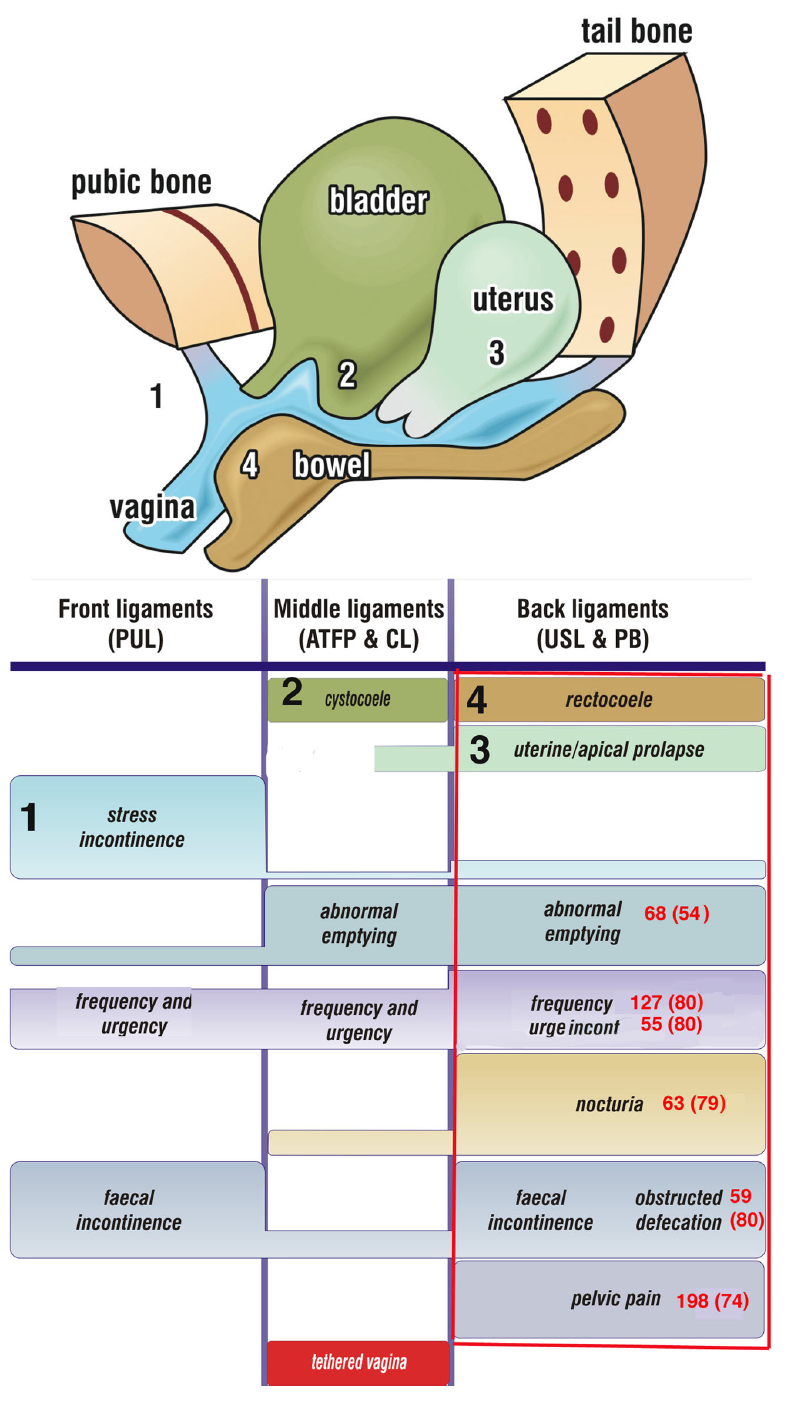 tail bone
pubic bone
bladder
uterus
3
2
1
4 bowel
vagina
Front ligaments
(PUL)
Middle ligaments
(ATFP & CL)
Back ligaments
(USL & PB)
2 cystocoele
4 rectocoele
3 uterine/apical prolapse
1 stress
incontinence
abnormal
emptying
abnormal
emptying
68 (54)
frequency and
urgency
frequency and
urgency
frequency 127 (80)
urge incont 55 (80)
nocturia 63 (79)
faecal
incontinence
faecal
incontinence
obstructed 59
defecation (80)
pelvic pain 198 (74)
tethered vagina